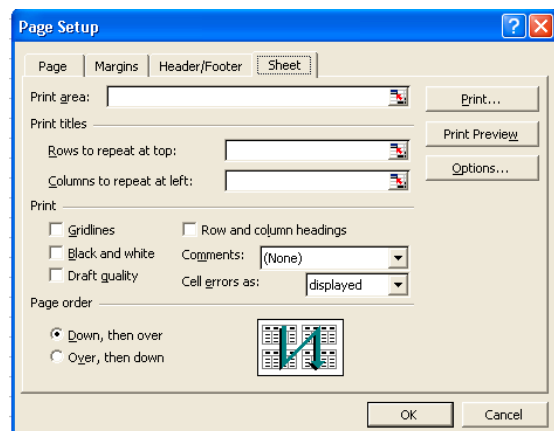 Page Setup
Page Margins Header/Footer Sheet
Print area:
Print...
Print titles
Print Preview
Rows to repeat at top:
Options...
Columns to repeat at left:
Print
Gridlines Row and column headings
Black and white Comments: (None)
Draft quality Cell errors as: displayed
Page order
Down, then over
Over, then down
OK Cancel